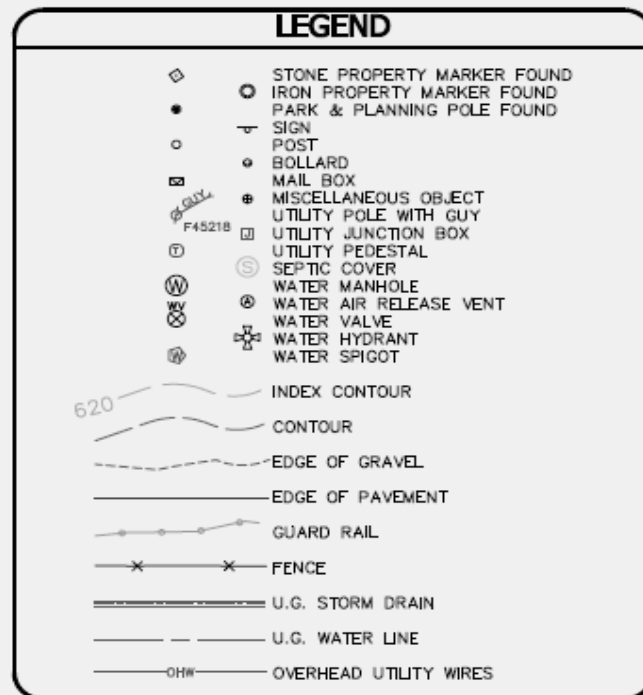 LEGEND
STONE PROPERTY MARKER FOUND
IRON PROPERTY MARKER FOUND
PARK & PLANNING POLE FOUND
SIGN
POST
BOLLARD
MAIL BOX
MISCELLANEOUS OBJECT
GUY F45218 UTILITY POLE WITH GUY
J UTILITY JUNCTION BOX
T UTILITY PEDESTAL
S SEPTIC COVER
W WATER MANHOLE
A WATER AIR RELEASE VENT
WV WATER VALVE
WATER HYDRANT
W WATER SPIGOT
620 INDEX CONTOUR
CONTOUR
EDGE OF GRAVEL
EDGE OF PAVEMENT
GUARD RAIL
FENCE
U.G. STORM DRAIN
U.G. WATER LINE
OHW OVERHEAD UTILITY WIRES